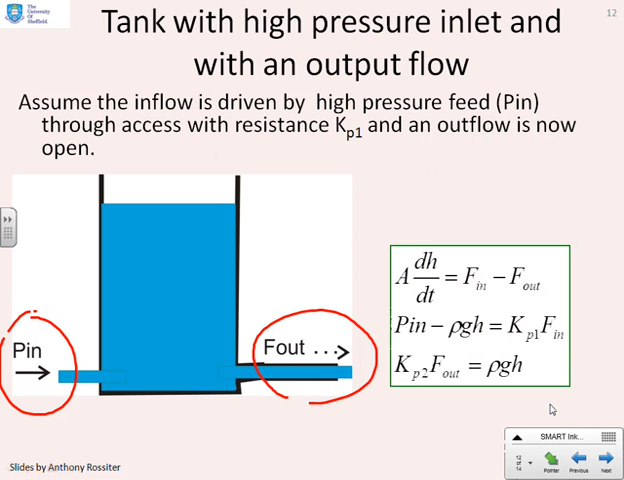 The
University
Of
Sheffield.
12
Tank with high pressure inlet and
with an output flow
Assume the inflow is driven by high pressure feed (Pin)
through access with resistance Kp1 and an outflow is now
open.
Pin
Fout ...
A dh/dt = Fin − Fout
Pin − ρgh = Kp1Fin
Kp2Fout = ρgh
SMART Ink...
Pointer Previous Next
Slides by Anthony Rossiter